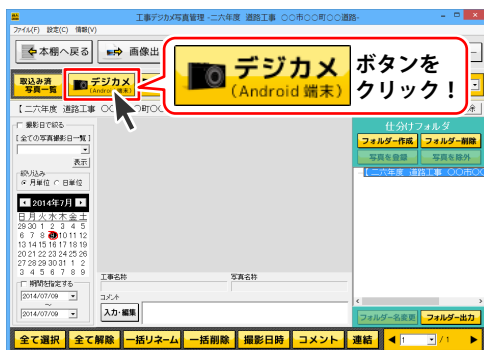 工事デジカメ写真管理 -二六年度 道路工事 〇〇市〇〇町〇〇道路-
ファイル(F) 設定(C) 情報(V)
本棚へ戻る
画像出
取込み済
写真一覧
デジカメ
(Android 端末)
デジカメ
(Android 端末)
ボタンを
クリック！
【二六年度 道路工事
撮影日で絞る
[全ての写真撮影日一覧]
表示
絞り込み
月単位 日単位
2014年7月
日 月 火 水 木 金 土
29 30 1 2 3 4 5
6 7 8 9 10 11 12
13 14 15 16 17 18 19
20 21 22 23 24 25 26
27 28 29 30 31 1 2
3 4 5 6 7 8 9
期間を指定する
2014/07/09
～
2014/07/09
工事名称
写真名称
コメント
入力・編集
仕分けフォルダ
フォルダー作成 フォルダー削除
写真を登録 写真を除外
【二六年度 道路工事 〇〇市〇〇
フォルダー名変更 フォルダー出力
全て選択 全て解除 一括リネーム 一括削除 撮影日時 コメント 連結 1 / 1